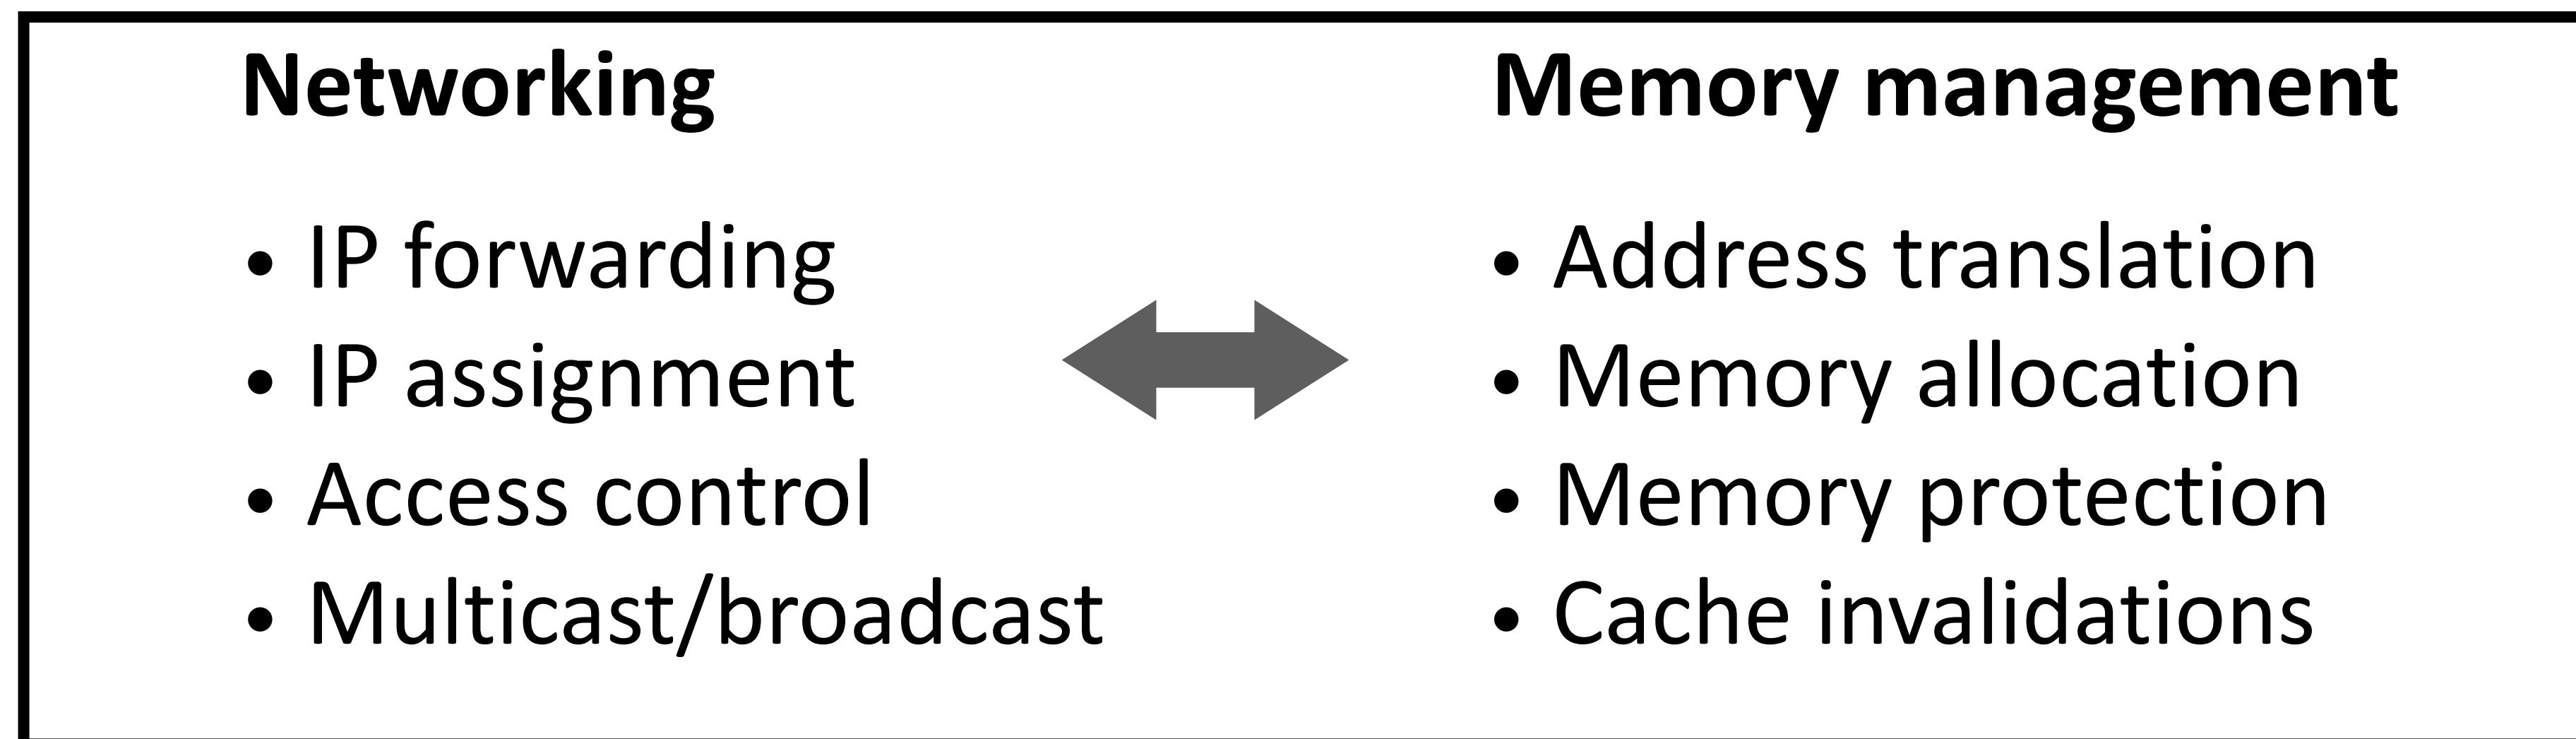 Networking
• IP forwarding
• IP assignment
• Access control
• Multicast/broadcast
Memory management
• Address translation
• Memory allocation
• Memory protection
• Cache invalidations